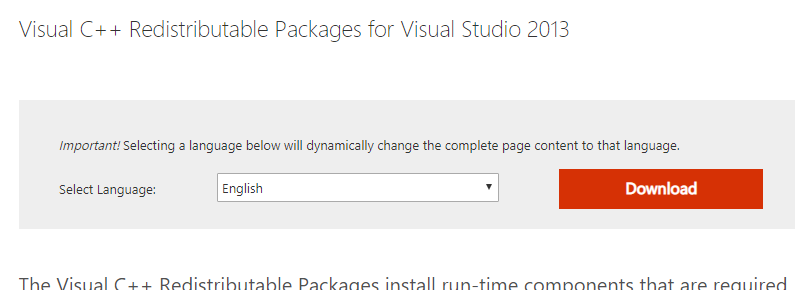 Visual C++ Redistributable Packages for Visual Studio 2013
Important! Selecting a language below will dynamically change the complete page content to that language.
Select Language:
English
Download
The Visual C++ Redistributable Packages install run-time components that are required